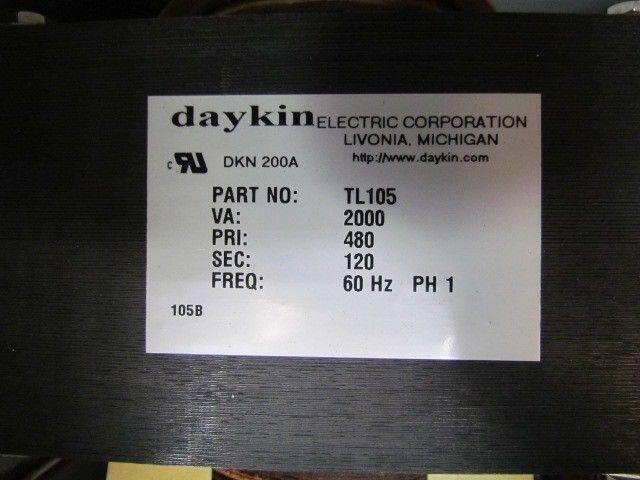 daykin ELECTRIC CORPORATION
LIVONIA, MICHIGAN
c RU DKN 200A http://www.daykin.com
PART NO: TL105
VA: 2000
PRI: 480
SEC: 120
FREQ: 60 Hz PH 1
105B